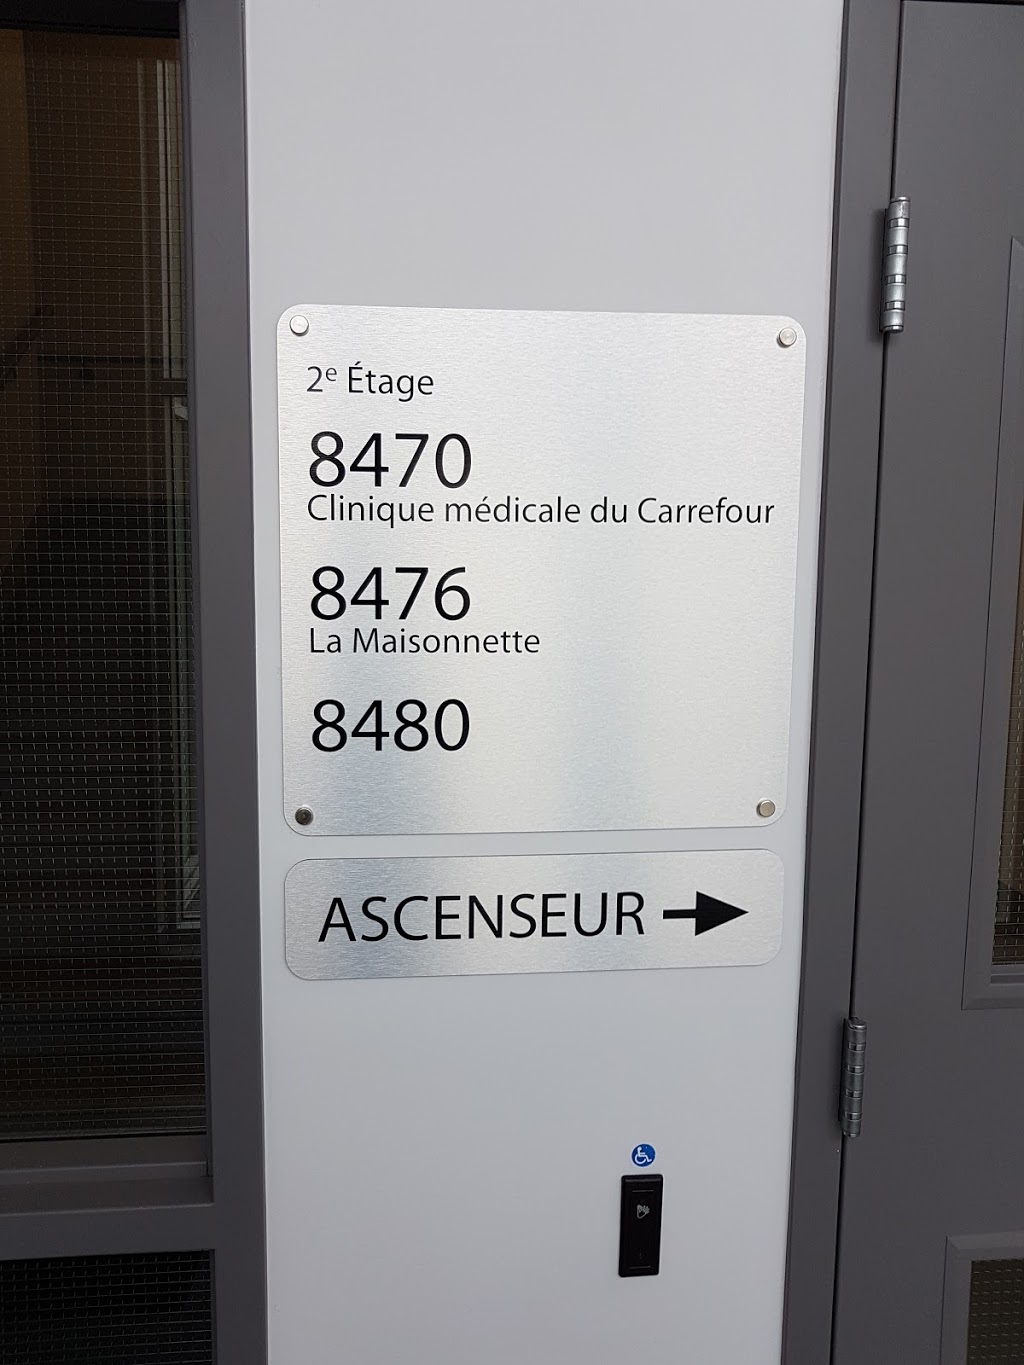 2e Étage
8470
Clinique médicale du Carrefour
8476
La Maisonnette
8480
ASCENSEUR →